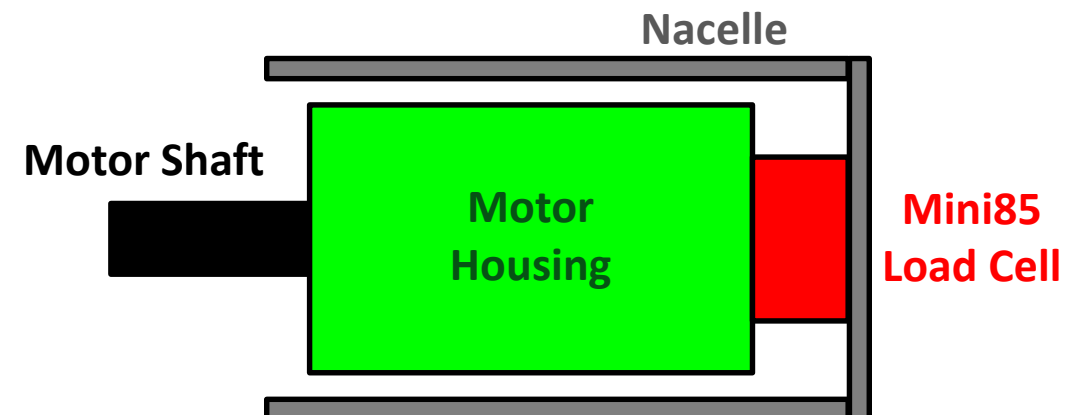 Nacelle
Motor Shaft
Motor
Housing
Mini85
Load Cell